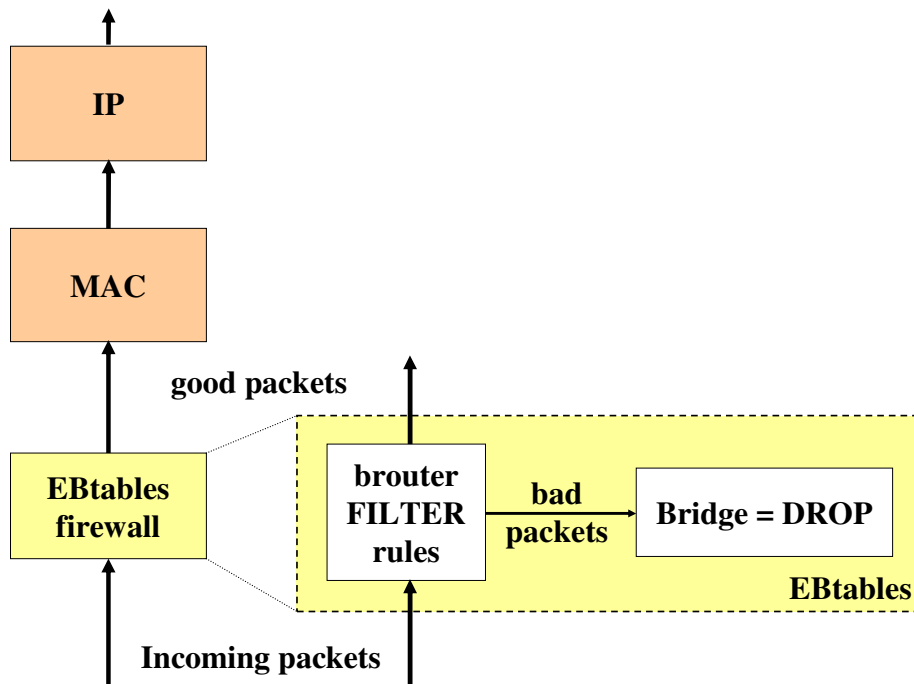 IP
MAC
good packets
EBtables
firewall
brouter
FILTER
rules
bad
packets
Bridge = DROP
EBtables
Incoming packets